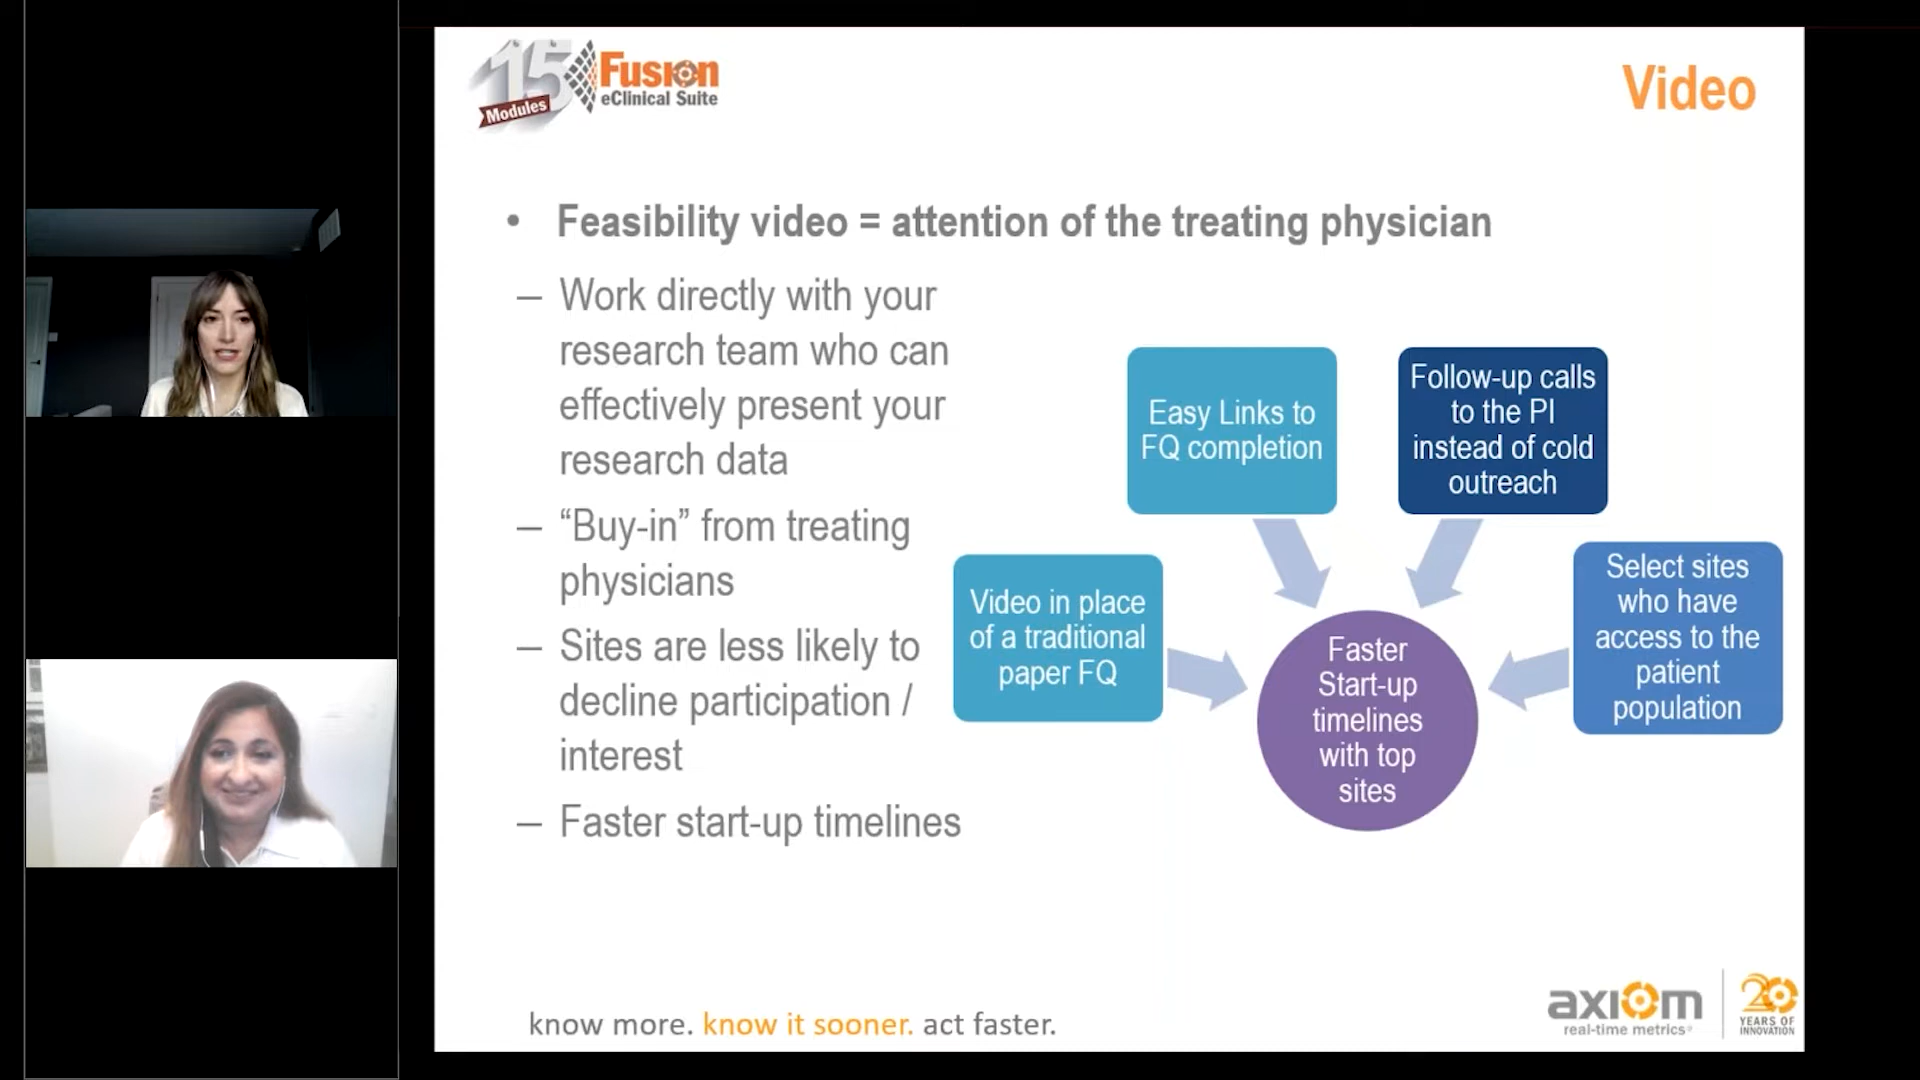 15
Modules
Fusion
eClinical Suite
Video
• Feasibility video = attention of the treating physician
– Work directly with your
research team who can
effectively present your
research data
– “Buy-in” from treating
physicians
– Sites are less likely to
decline participation /
interest
– Faster start-up timelines
Video in place
of a traditional
paper FQ
Easy Links to
FQ completion
Follow-up calls
to the PI
instead of cold
outreach
Select sites
who have
access to the
patient
population
Faster
Start-up
timelines
with top
sites
know more. know it sooner. act faster.
axiom
real-time metrics®
20
YEARS OF
INNOVATION